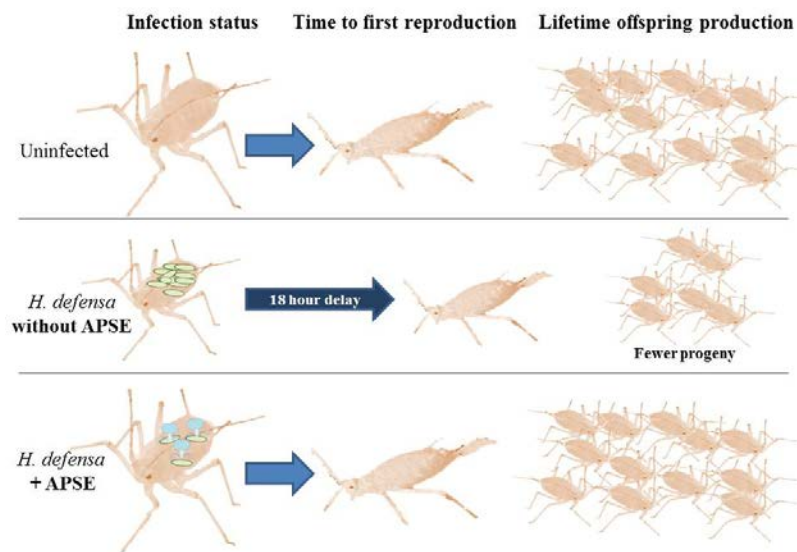 Infection status
Time to first reproduction
Lifetime offspring production
Uninfected
H. defensa
without APSE
18 hour delay
Fewer progeny
H. defensa
+ APSE